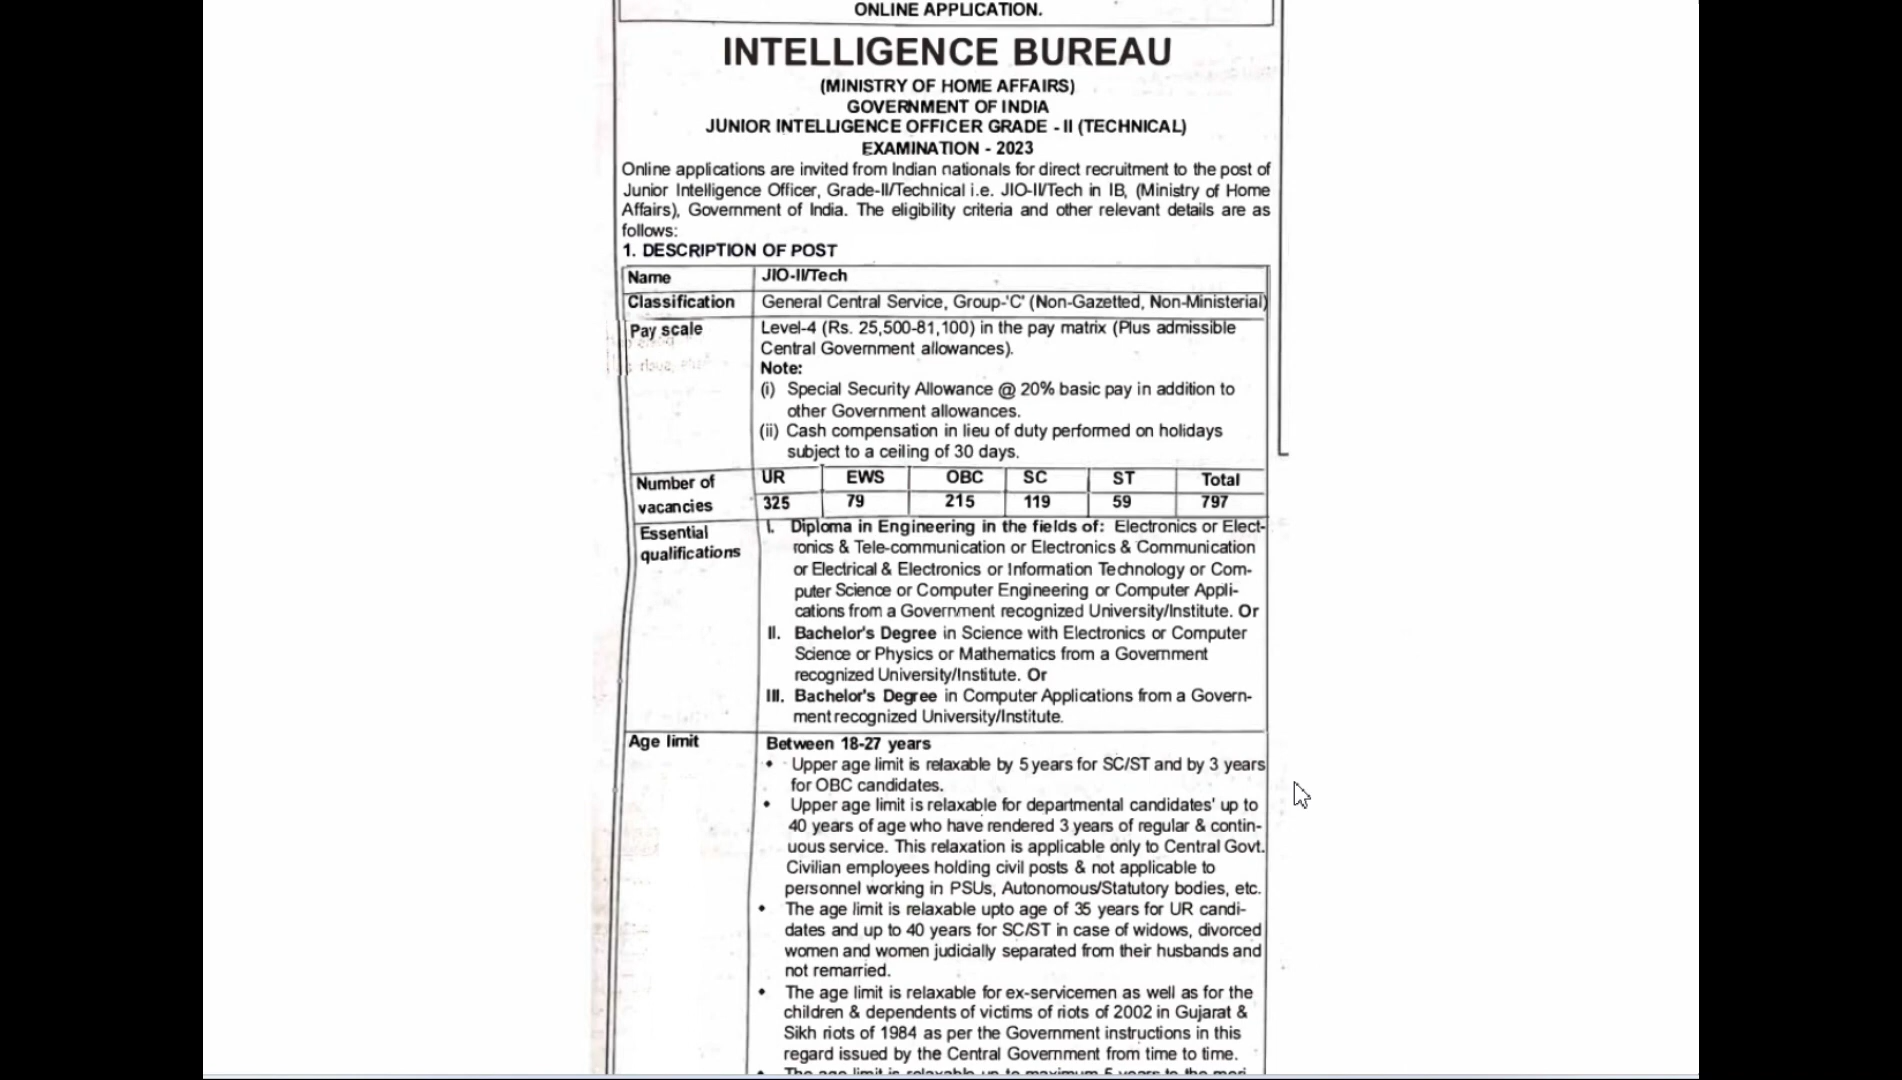 ONLINE APPLICATION.
INTELLIGENCE BUREAU
(MINISTRY OF HOME AFFAIRS)
GOVERNMENT OF INDIA
JUNIOR INTELLIGENCE OFFICER GRADE - II (TECHNICAL)
EXAMINATION - 2023
Online applications are invited from Indian nationals for direct recruitment to the post of
Junior Intelligence Officer, Grade-II/Technical i.e. JIO-II/Tech in IB, (Ministry of Home
Affairs), Government of India. The eligibility criteria and other relevant details are as
follows:
1. DESCRIPTION OF POST
Name JIO-II/Tech
Classification General Central Service, Group-'C' (Non-Gazetted, Non-Ministerial)
Pay scale Level-4 (Rs. 25,500-81,100) in the pay matrix (Plus admissible
Central Government allowances).
Note:
(i) Special Security Allowance @ 20% basic pay in addition to
other Government allowances.
(ii) Cash compensation in lieu of duty performed on holidays
subject to a ceiling of 30 days.
Number of vacancies
UR EWS OBC SC ST Total
325 79 215 119 59 797
Essential qualifications
I. Diploma in Engineering in the fields of: Electronics or Elect-
ronics & Tele-communication or Electronics & Communication
or Electrical & Electronics or Information Technology or Com-
puter Science or Computer Engineering or Computer Appli-
cations from a Government recognized University/Institute. Or
II. Bachelor's Degree in Science with Electronics or Computer
Science or Physics or Mathematics from a Government
recognized University/Institute. Or
III. Bachelor's Degree in Computer Applications from a Govern-
ment recognized University/Institute.
Age limit Between 18-27 years
• Upper age limit is relaxable by 5 years for SC/ST and by 3 years
for OBC candidates.
• Upper age limit is relaxable for departmental candidates' up to
40 years of age who have rendered 3 years of regular & contin-
uous service. This relaxation is applicable only to Central Govt.
Civilian employees holding civil posts & not applicable to
personnel working in PSUs, Autonomous/Statutory bodies, etc.
• The age limit is relaxable upto age of 35 years for UR candi-
dates and up to 40 years for SC/ST in case of widows, divorced
women and women judicially separated from their husbands and
not remarried.
• The age limit is relaxable for ex-servicemen as well as for the
children & dependents of victims of riots of 2002 in Gujarat &
Sikh riots of 1984 as per the Government instructions in this
regard issued by the Central Government from time to time.
• The age limit is relaxable up to maximum 5 years to the meri-